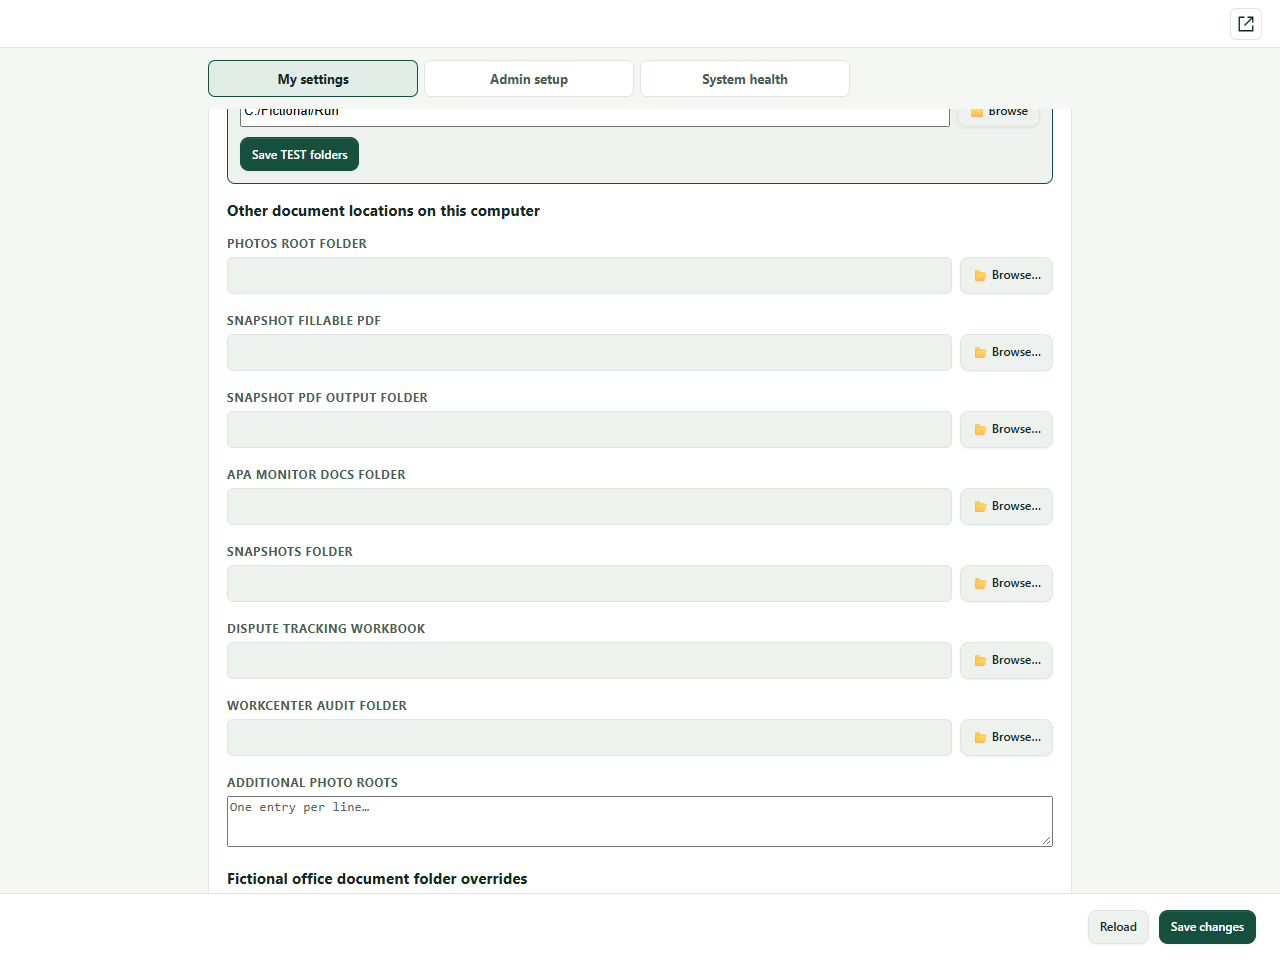 My settings
Admin setup
System health
C:/Fictional/Run
Browse
Save TEST folders
Other document locations on this computer
PHOTOS ROOT FOLDER
Browse...
SNAPSHOT FILLABLE PDF
Browse...
SNAPSHOT PDF OUTPUT FOLDER
Browse...
APA MONITOR DOCS FOLDER
Browse...
SNAPSHOTS FOLDER
Browse...
DISPUTE TRACKING WORKBOOK
Browse...
WORKCENTER AUDIT FOLDER
Browse...
ADDITIONAL PHOTO ROOTS
One entry per line…
Fictional office document folder overrides
Reload
Save changes